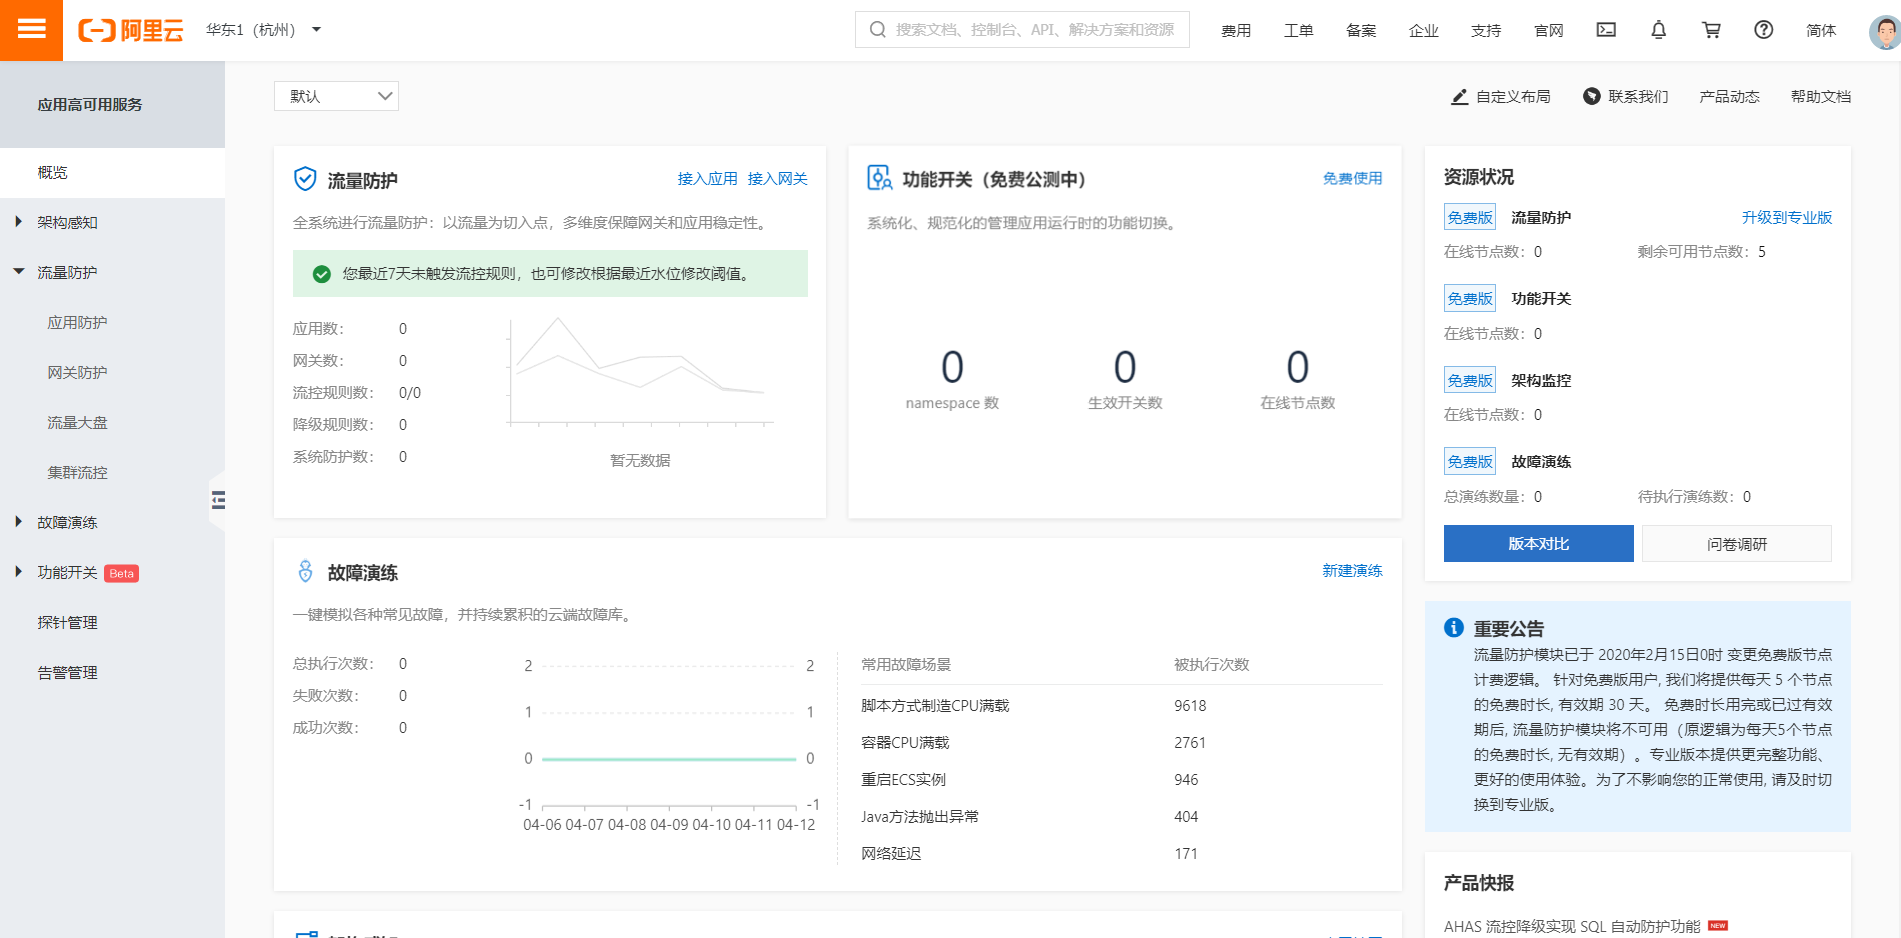 阿里云 华东1（杭州） 搜索文档、控制台、API、解决方案和资源 费用 工单 备案 企业 支持 官网 简体
应用高可用服务
概览
架构感知
流量防护
应用防护
网关防护
流量大盘
集群流控
故障演练
功能开关 Beta
探针管理
告警管理
默认 自定义布局 联系我们 产品动态 帮助文档
流量防护 接入应用 接入网关
全系统进行流量防护：以流量为切入点，多维度保障网关和应用稳定性。
您最近7天未触发流控规则，也可修改根据最近水位修改阈值。
应用数： 0
网关数： 0
流控规则数： 0/0
降级规则数： 0
系统防护数： 0
暂无数据
功能开关（免费公测中） 免费使用
系统化、规范化的管理应用运行时的功能切换。
0 0 0
namespace 数 生效开关数 在线节点数
故障演练 新建演练
一键模拟各种常见故障，并持续累积的云端故障库。
总执行次数： 0
失败次数： 0
成功次数： 0
2 2
1 1
0 0
-1 -1
04-06 04-07 04-08 04-09 04-10 04-11 04-12
常用故障场景 被执行次数
脚本方式制造CPU满载 9618
容器CPU满载 2761
重启ECS实例 946
Java方法抛出异常 404
网络延迟 171
资源状况
免费版 流量防护 升级到专业版
在线节点数：0 剩余可用节点数：5
免费版 功能开关
在线节点数：0
免费版 架构监控
在线节点数：0
免费版 故障演练
总演练数量：0 待执行演练数：0
版本对比 问卷调研
重要公告
流量防护模块已于 2020年2月15日0时 变更免费版节点
计费逻辑。 针对免费版用户, 我们将提供每天 5 个节点
的免费时长, 有效期 30 天。 免费时长用完或已过有效
期后, 流量防护模块将不可用（原逻辑为每天5个节点
的免费时长, 无有效期）。专业版本提供更完整功能、
更好的使用体验。为了不影响您的正常使用, 请及时切
换到专业版。
产品快报
AHAS 流控降级实现 SQL 自动防护功能 NEW